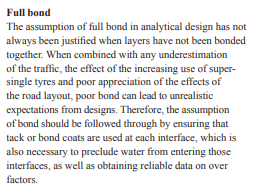 Full bond
The assumption of full bond in analytical design has not
always been justified when layers have not been bonded
together. When combined with any underestimation
of the traffic, the effect of the increasing use of super-
single tyres and poor appreciation of the effects of
the road layout, poor bond can lead to unrealistic
expectations from designs. Therefore, the assumption
of bond should be followed through by ensuring that
tack or bond coats are used at each interface, which is
also necessary to preclude water from entering those
interfaces, as well as obtaining reliable data on over
factors.